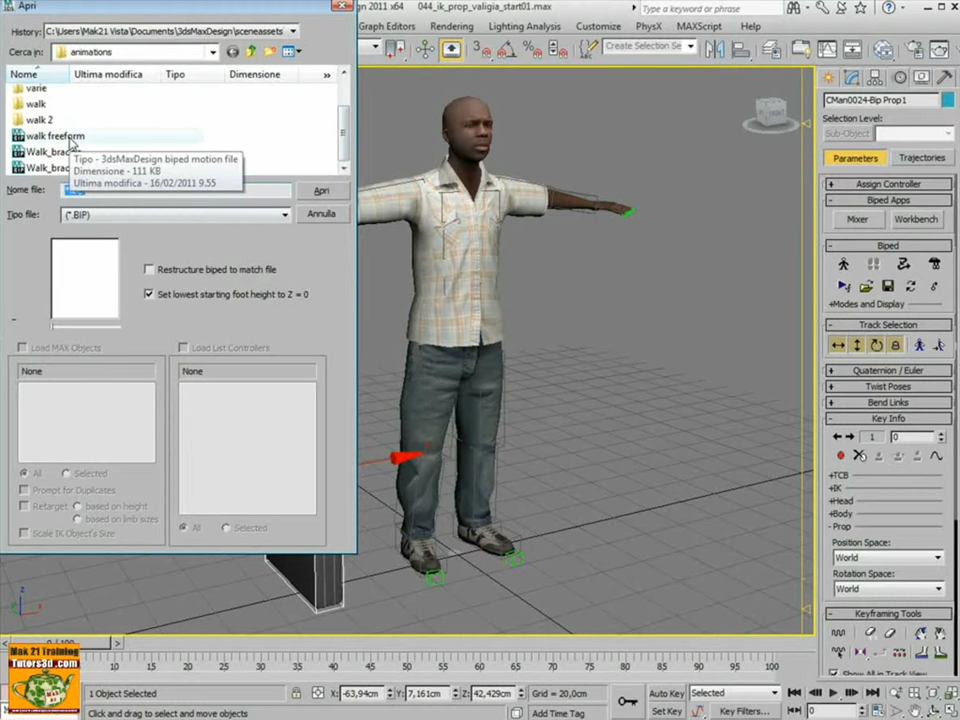 Apri
gn 2011 x64
04_ik_prop_valigia_start01.max
History:
C:\Users\Mak21 Vista\Documents\3dsMaxDesign\sceneassets
Graph Editors
Rendering
Lighting Analysis
Customize
PhysX
MAXScript
Help
Cerca in:
animations
Create Selection Se
Nome
Ultima modifica
Tipo
Dimensione
»
varie
walk
walk 2
walk freeform
Walk_brac
Walk_brac
Tipo - 3dsMaxDesign biped motion file
Dimensione - 111 KB
Ultima modifica - 16/02/2011 9.55
Nome file:
Apri
Tipo file:
(*.BIP)
Annulla
Restructure biped to match file
Set lowest starting foot height to Z = 0
Load MAX Objects
Load List Controllers
None
None
All
Selected
Prompt for Duplicates
Retarget
based on height
based on limb sizes
Scale IK Object's Size
All
Selected
CMan0024-Bip Prop1
Selection Level:
Sub-Object
Parameters
Trajectories
+ Assign Controller
- Biped Apps
Mixer
Workbench
- Biped
+Modes and Display
- Track Selection
+ Quaternion / Euler
+ Twist Poses
+ Bend Links
- Key Info
1
0
+TCB
+IK
+Head
+Body
- Prop
Position Space:
World
Rotation Space:
World
- Keyframing Tools
Show All in Track View
z
x
0 / 100
10 15 20 25 30 35 40 45 50 55 60 65 70 75 80 85 90 95 100
Mak 21 Training
Tutors3d.com
1 Object Selected
X: -63,94cm
Y: 7,161cm
Z: 42,429cm
Grid = 20,0cm
Auto Key
Selected
Click and drag to select and move objects
Add Time Tag
Set Key
Key Filters...
0